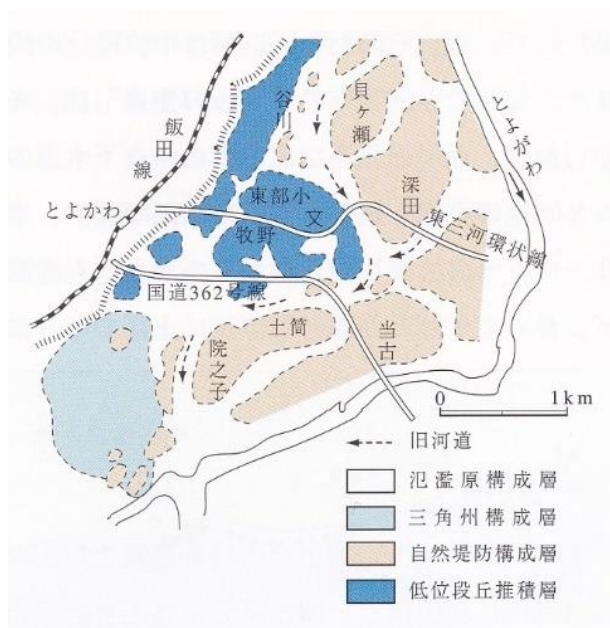 飯田線
とよかわ
谷川
貝ヶ瀬
とよがわ
深田
東部小
文
牧野
東三河環状線
国道362号線
土筒
院之子
当古
0 1km
旧河道
氾濫原構成層
三角州構成層
自然堤防構成層
低位段丘推積層